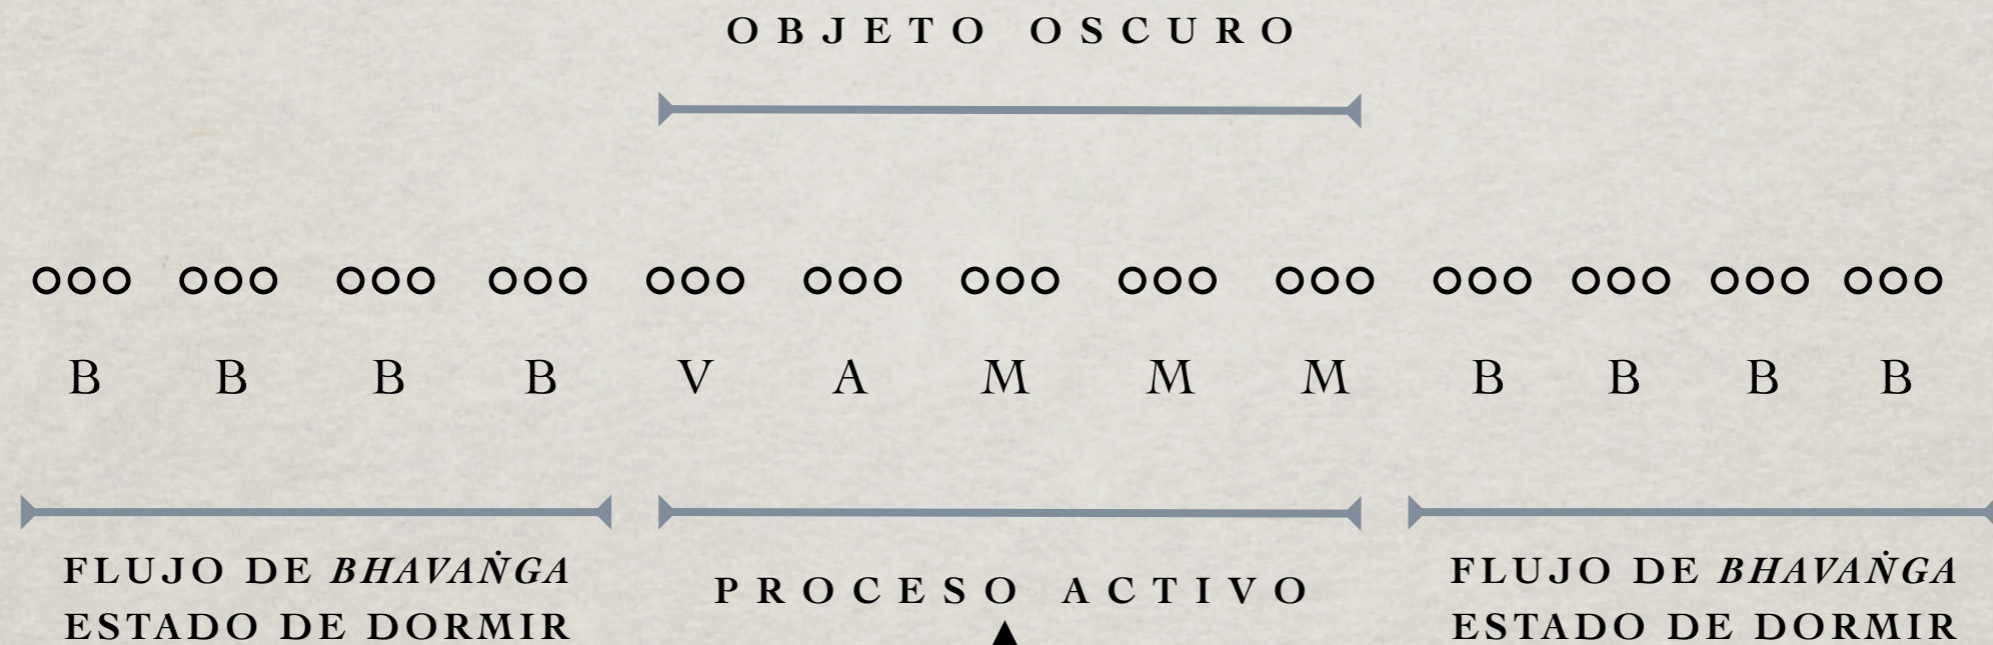 OBJETO OSCURO
B B B B V A M M M B B B B
FLUJO DE BHAVAṄGA
ESTADO DE DORMIR
PROCESO ACTIVO
FLUJO DE BHAVAṄGA
ESTADO DE DORMIR